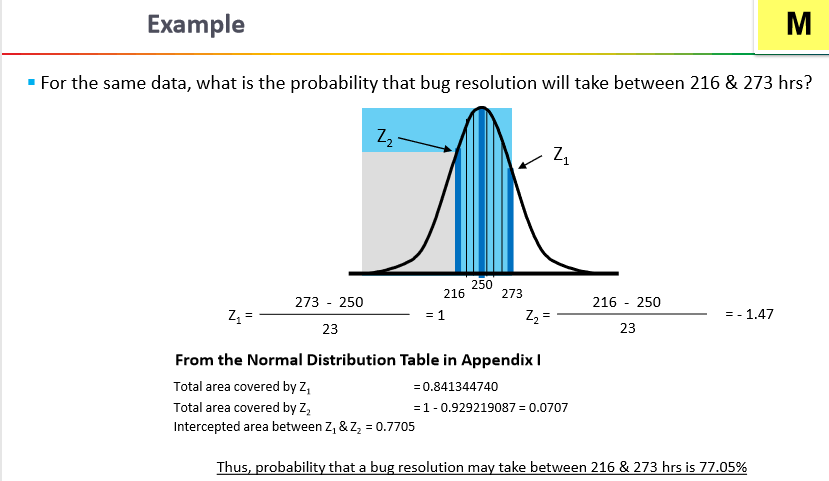 Example
M
▪ For the same data, what is the probability that bug resolution will take between 216 & 273 hrs?
Z₂
Z₁
216 250 273
Z₁ = 273 - 250 / 23 = 1
Z₂ = 216 - 250 / 23 = - 1.47
From the Normal Distribution Table in Appendix I
Total area covered by Z₁ = 0.841344740
Total area covered by Z₂ = 1 - 0.929219087 = 0.0707
Intercepted area between Z₁ & Z₂ = 0.7705
Thus, probability that a bug resolution may take between 216 & 273 hrs is 77.05%